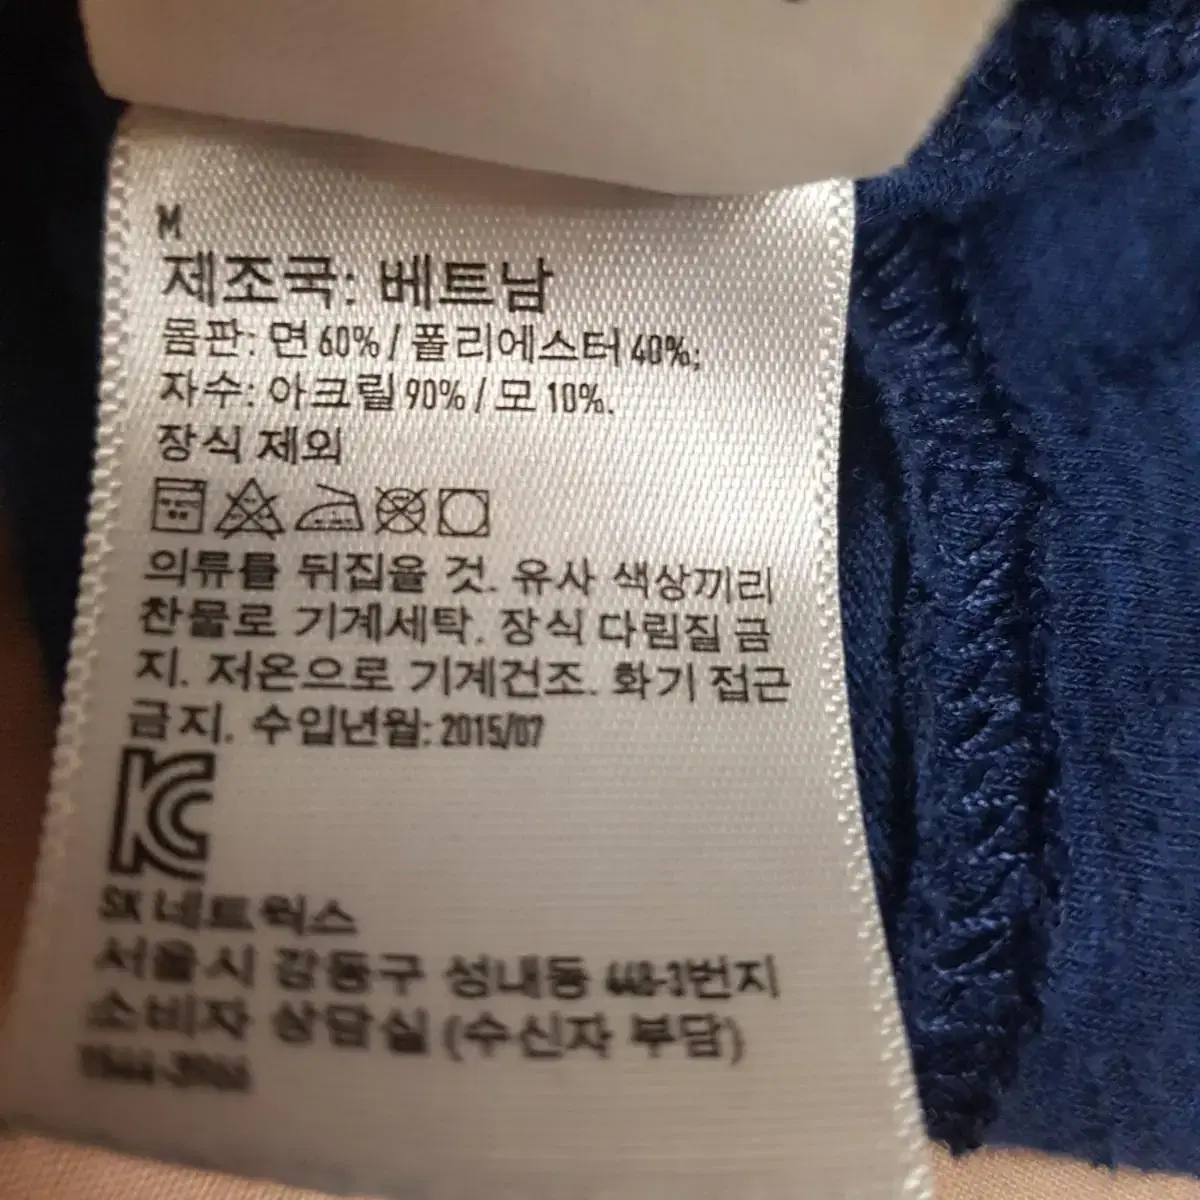 M
제조국: 베트남
몸판: 면 60% / 폴리에스터 40%;
자수: 아크릴 90% / 모 10%.
장식 제외
의류를 뒤집을 것. 유사 색상끼리
찬물로 기계세탁. 장식 다림질 금
지. 저온으로 기계건조. 화기 접근
금지. 수입년월: 2015/07
KC
SK네트웍스
서울시 강동구 성내동 448-3번지
소비자 상담실 (수신자 부담)